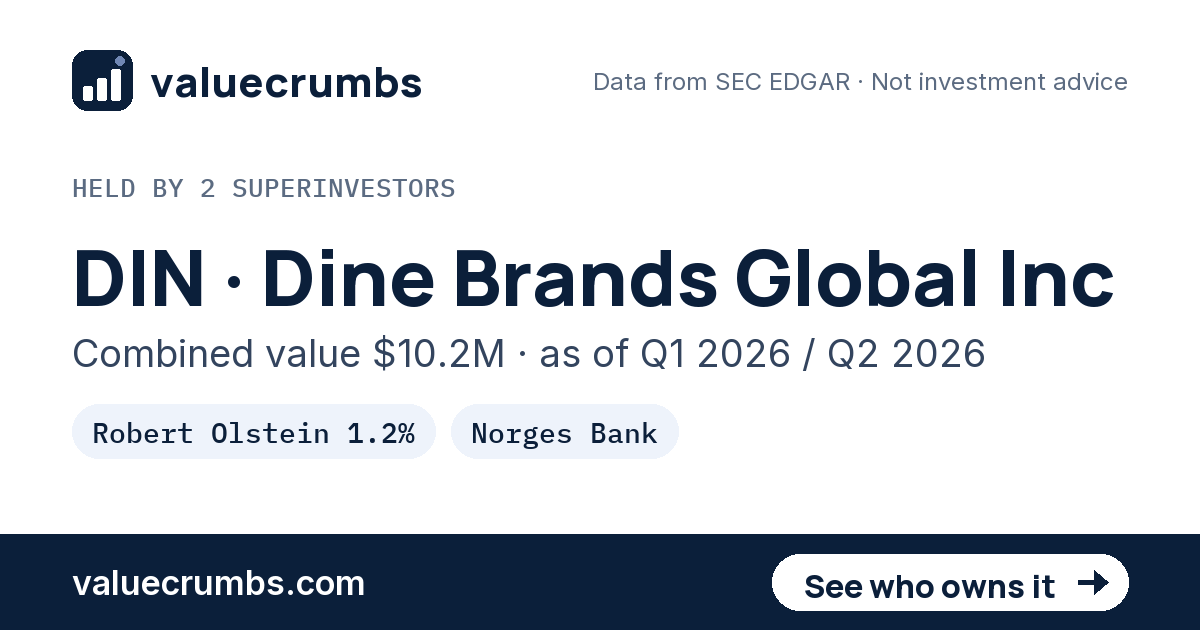 valuecrumbs
Data from SEC EDGAR · Not investment advice
HELD BY 2 SUPERINVESTORS
DIN · Dine Brands Global Inc
Combined value $10.2M · as of Q1 2026 / Q2 2026
Robert Olstein 1.2%
Norges Bank
valuecrumbs.com
See who owns it →